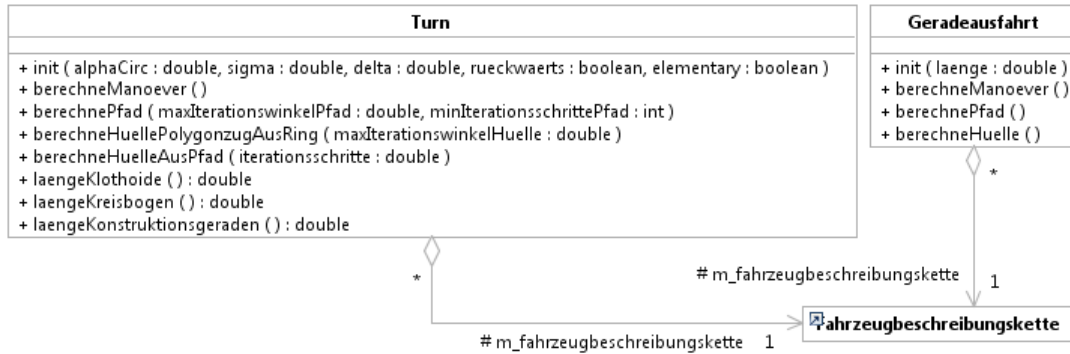 Turn
+ init ( alphaCirc : double, sigma : double, delta : double, rueckwaerts : boolean, elementary : boolean )
+ berechneManoever ( )
+ berechnePfad ( maxIterationswinkelPfad : double, minIterationsschrittePfad : int )
+ berechneHuellePolygonzugAusRing ( maxIterationswinkelHuelle : double )
+ berechneHuelleAusPfad ( iterationsschritte : double )
+ laengeKlothoide ( ) : double
+ laengeKreisbogen ( ) : double
+ laengeKonstruktionsgeraden ( ) : double
Geradeausfahrt
+ init ( laenge : double )
+ berechneManoever ( )
+ berechnePfad ( )
+ berechneHuelle ( )
*
*
# m_fahrzeugbeschreibungskette
1
# m_fahrzeugbeschreibungskette
1
Fahrzeugbeschreibungskette